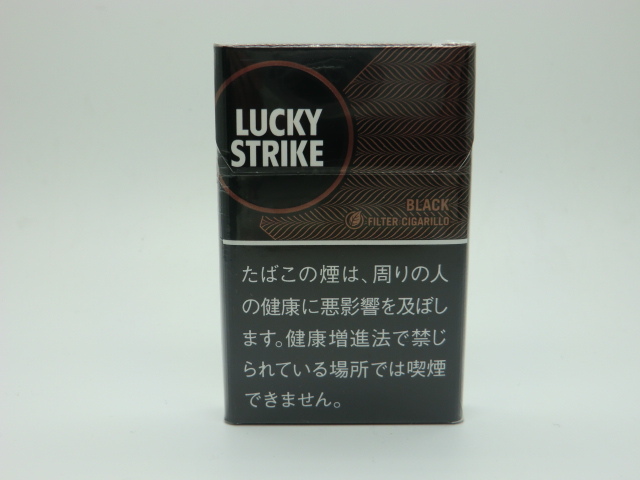 LUCKY
STRIKE
BLACK
FILTER CIGARILLO
たばこの煙は、周りの人
の健康に悪影響を及ぼし
ます。健康増進法で禁じ
られている場所では喫煙
できません。